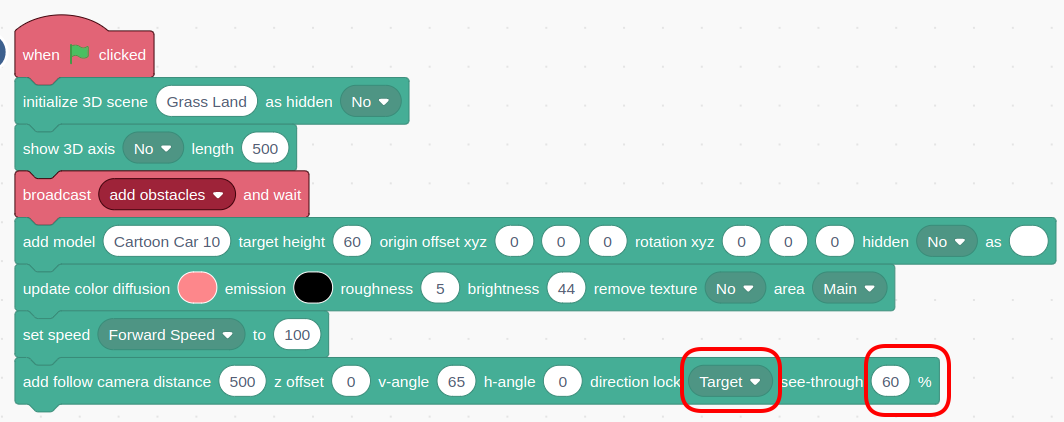 when clicked
initialize 3D scene Grass Land as hidden No
show 3D axis No length 500
broadcast add obstacles and wait
add model Cartoon Car 10 target height 60 origin offset xyz 0 0 0 rotation xyz 0 0 0 hidden No as
update color diffusion emission roughness 5 brightness 44 remove texture No area Main
set speed Forward Speed to 100
add follow camera distance 500 z offset 0 v-angle 65 h-angle 0 direction lock Target see-through 60 %